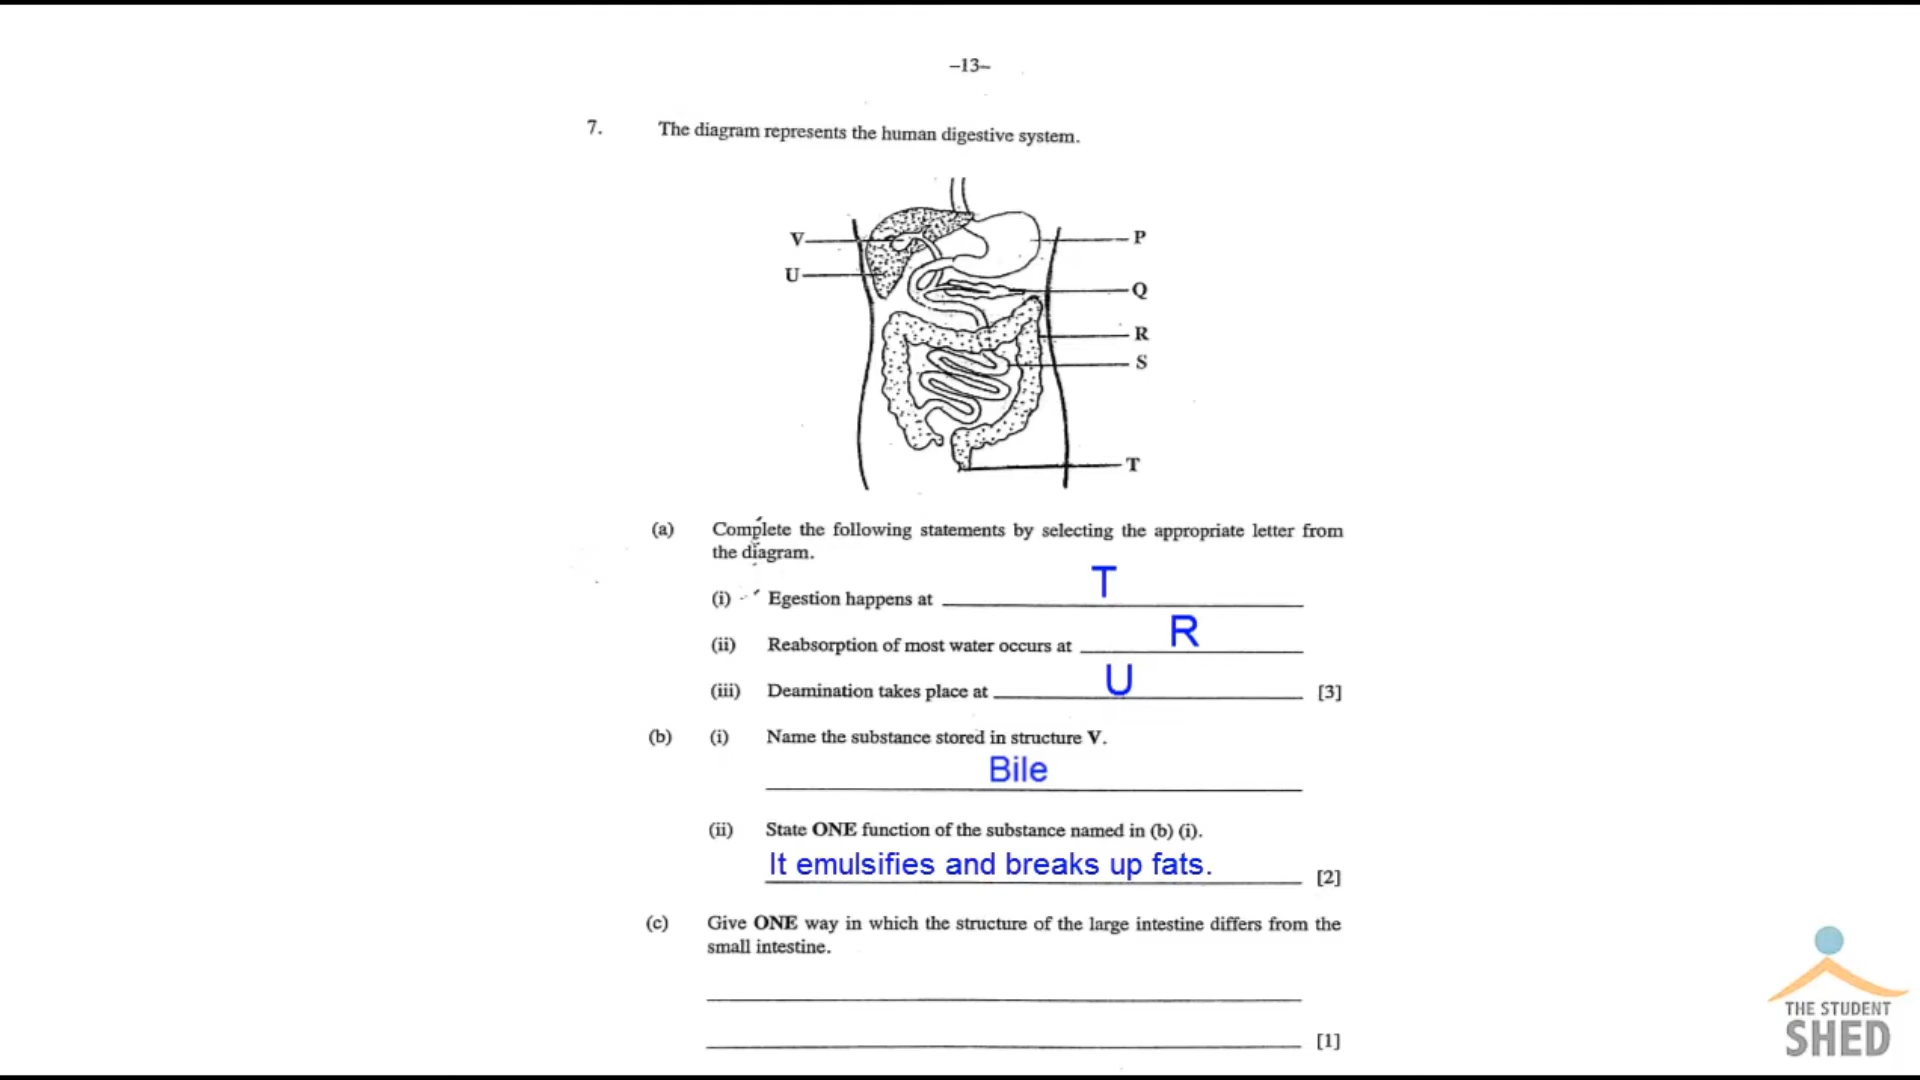 –13–
7. The diagram represents the human digestive system.
V
U
P
Q
R
S
T
(a) Complete the following statements by selecting the appropriate letter from
the diagram.
(i) Egestion happens at T
(ii) Reabsorption of most water occurs at R
(iii) Deamination takes place at U [3]
(b) (i) Name the substance stored in structure V.
Bile
(ii) State ONE function of the substance named in (b) (i).
It emulsifies and breaks up fats. [2]
(c) Give ONE way in which the structure of the large intestine differs from the
small intestine.
[1]
THE STUDENT
SHED